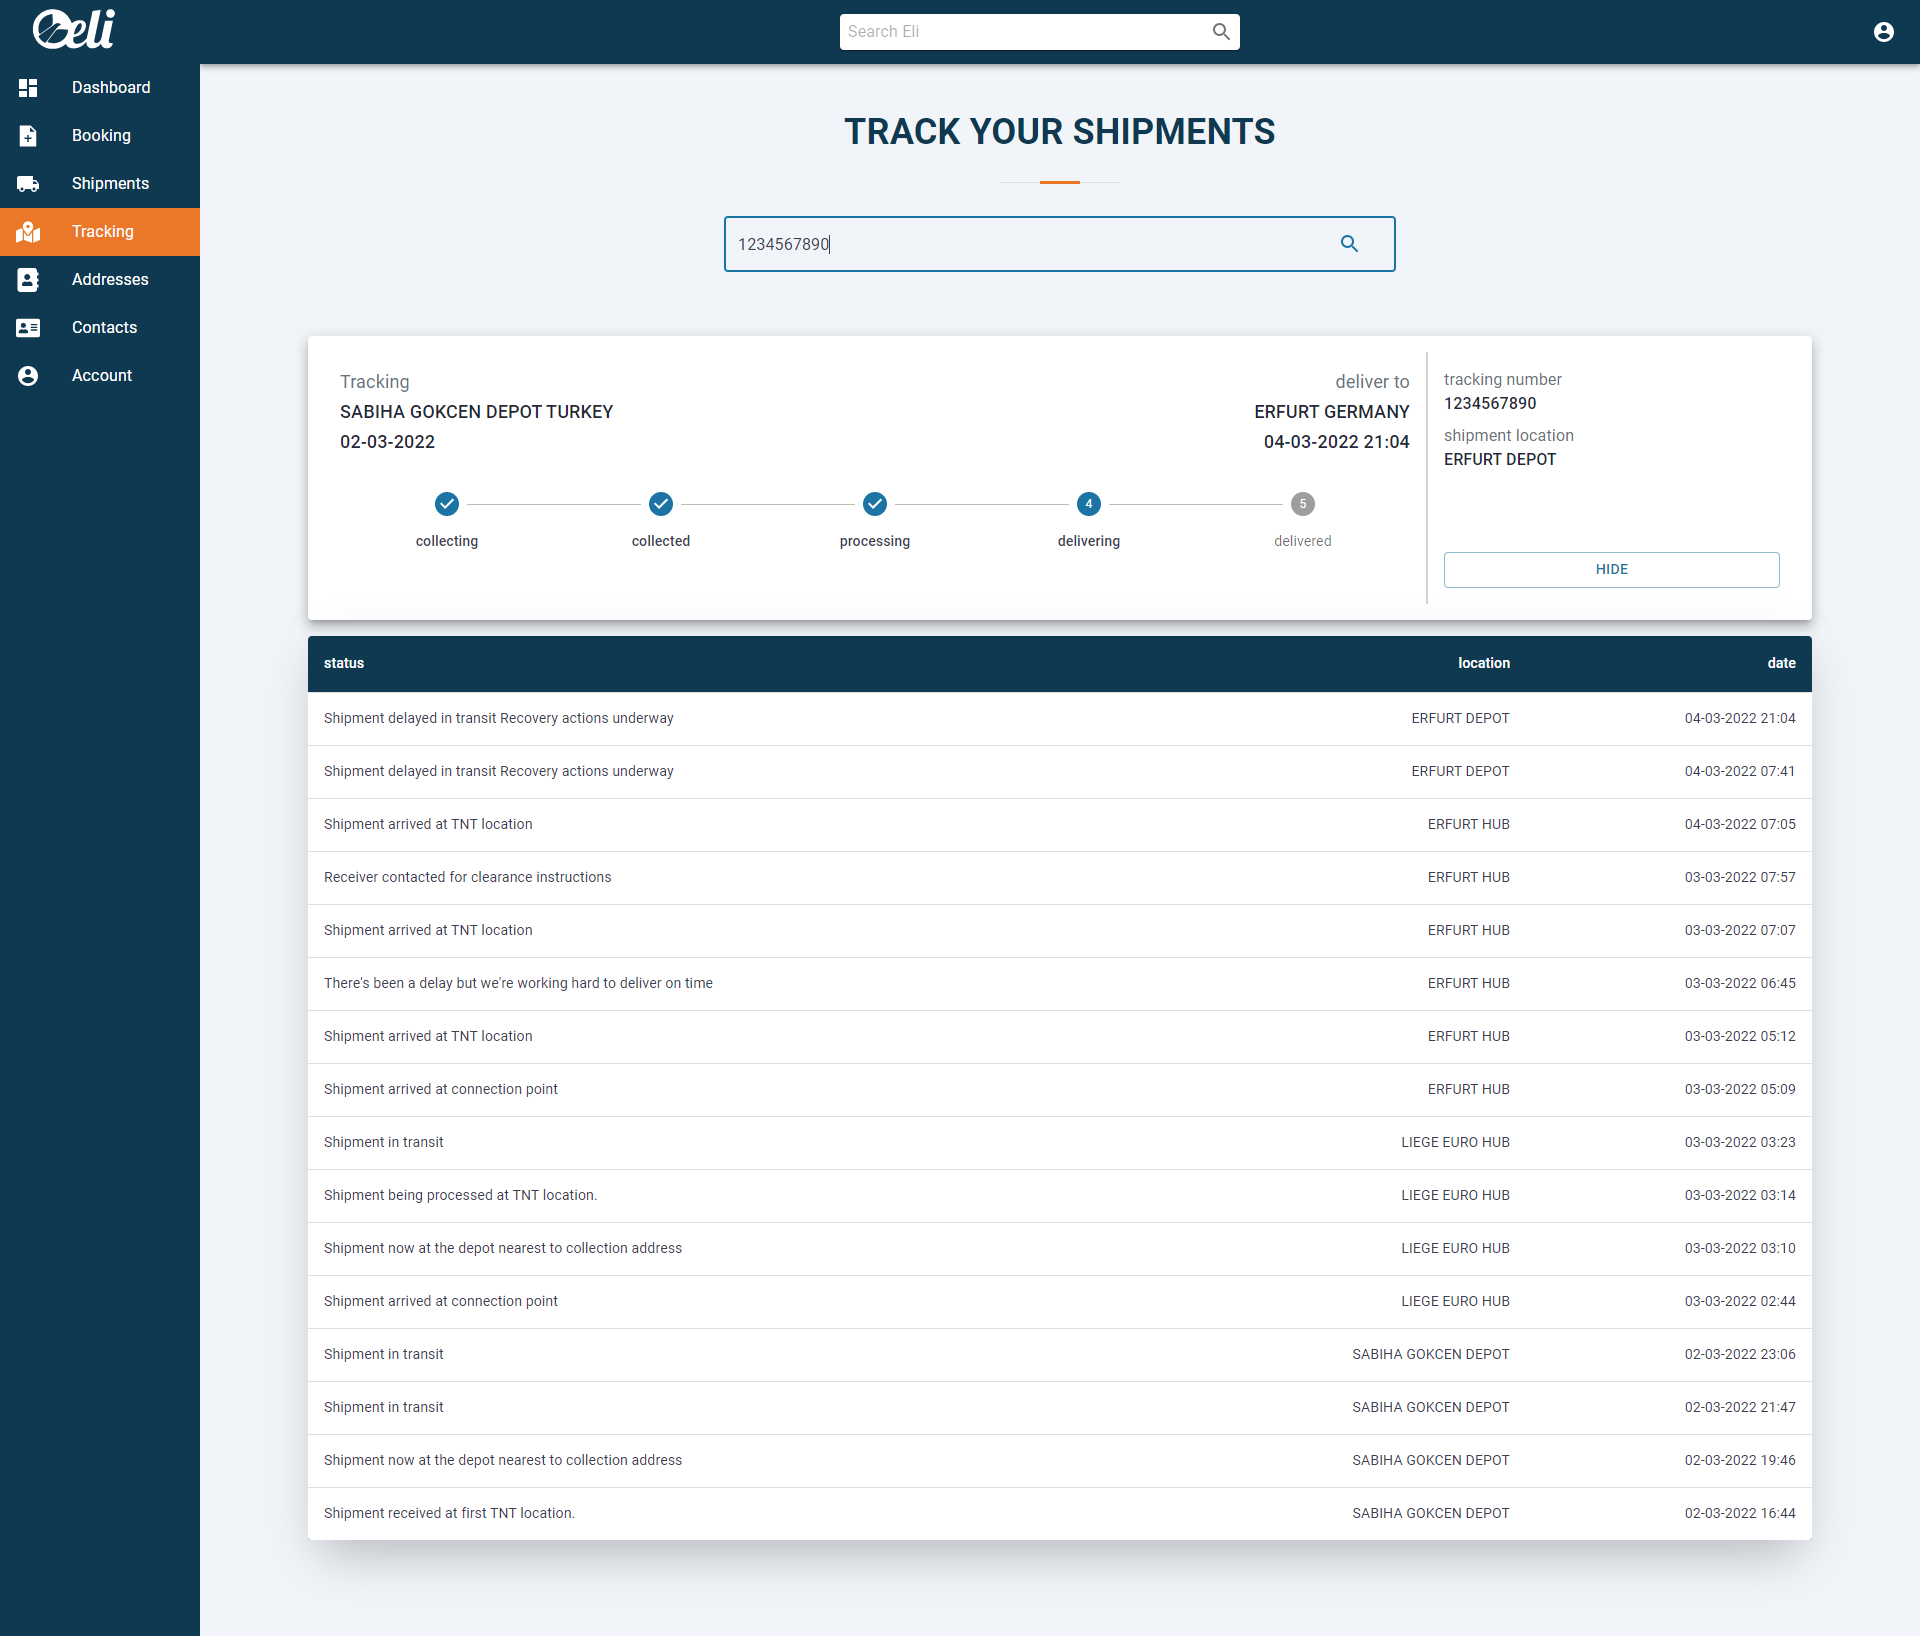 eli
Search Eli
Dashboard
Booking
Shipments
Tracking
Addresses
Contacts
Account
TRACK YOUR SHIPMENTS
1234567890
Tracking
SABIHA GOKCEN DEPOT TURKEY
02-03-2022
deliver to
ERFURT GERMANY
04-03-2022 21:04
collecting
collected
processing
4
delivering
5
delivered
tracking number
1234567890
shipment location
ERFURT DEPOT
HIDE
status location date
Shipment delayed in transit Recovery actions underway ERFURT DEPOT 04-03-2022 21:04
Shipment delayed in transit Recovery actions underway ERFURT DEPOT 04-03-2022 07:41
Shipment arrived at TNT location ERFURT HUB 04-03-2022 07:05
Receiver contacted for clearance instructions ERFURT HUB 03-03-2022 07:57
Shipment arrived at TNT location ERFURT HUB 03-03-2022 07:07
There's been a delay but we're working hard to deliver on time ERFURT HUB 03-03-2022 06:45
Shipment arrived at TNT location ERFURT HUB 03-03-2022 05:12
Shipment arrived at connection point ERFURT HUB 03-03-2022 05:09
Shipment in transit LIEGE EURO HUB 03-03-2022 03:23
Shipment being processed at TNT location. LIEGE EURO HUB 03-03-2022 03:14
Shipment now at the depot nearest to collection address LIEGE EURO HUB 03-03-2022 03:10
Shipment arrived at connection point LIEGE EURO HUB 03-03-2022 02:44
Shipment in transit SABIHA GOKCEN DEPOT 02-03-2022 23:06
Shipment in transit SABIHA GOKCEN DEPOT 02-03-2022 21:47
Shipment now at the depot nearest to collection address SABIHA GOKCEN DEPOT 02-03-2022 19:46
Shipment received at first TNT location. SABIHA GOKCEN DEPOT 02-03-2022 16:44